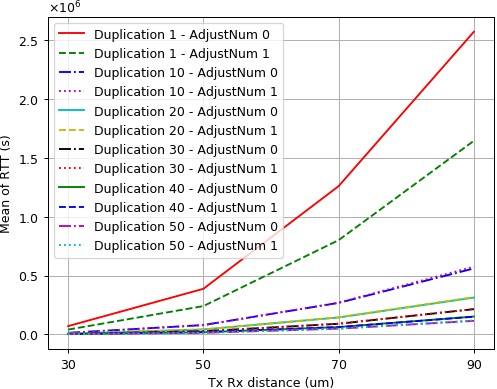 ×10⁶
2.5
2.0
1.5
1.0
0.5
0.0
Mean of RTT (s)
Duplication 1 - AdjustNum 0
Duplication 1 - AdjustNum 1
Duplication 10 - AdjustNum 0
Duplication 10 - AdjustNum 1
Duplication 20 - AdjustNum 0
Duplication 20 - AdjustNum 1
Duplication 30 - AdjustNum 0
Duplication 30 - AdjustNum 1
Duplication 40 - AdjustNum 0
Duplication 40 - AdjustNum 1
Duplication 50 - AdjustNum 0
Duplication 50 - AdjustNum 1
30 50 70 90
Tx Rx distance (um)